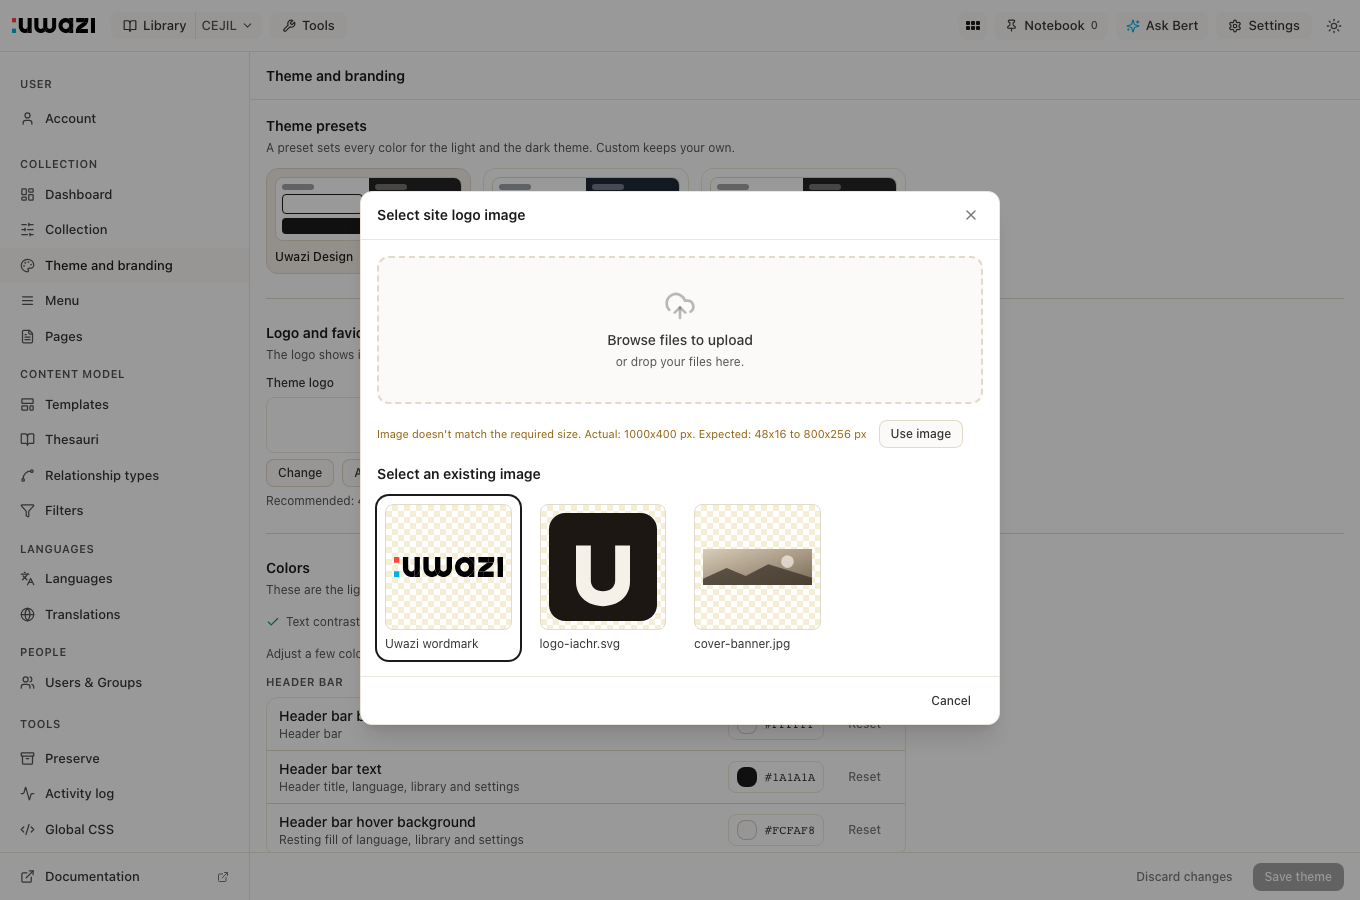 :uwazi
Library
CEJIL
Tools
Notebook 0
Ask Bert
Settings
USER
Account
COLLECTION
Dashboard
Collection
Theme and branding
Menu
Pages
CONTENT MODEL
Templates
Thesauri
Relationship types
Filters
LANGUAGES
Languages
Translations
PEOPLE
Users & Groups
TOOLS
Preserve
Activity log
Global CSS
Documentation
Theme and branding
Theme presets
A preset sets every color for the light and the dark theme. Custom keeps your own.
Uwazi Design
Logo and
The logo shows
Theme logo
Change
Recommended:
Colors
These are the
Text contrast
Adjust a few
HEADER BAR
Header bar
Header bar
Reset
Header bar text
Header title, language, library and settings
#1A1A1A
Reset
Header bar hover background
Resting fill of language, library and settings
#FCFAF8
Reset
Discard changes
Save theme
Select site logo image
Browse files to upload
or drop your files here.
Image doesn't match the required size. Actual: 1000x400 px. Expected: 48x16 to 800x256 px
Use image
Select an existing image
:uwazi
Uwazi wordmark
U
logo-iachr.svg
cover-banner.jpg
Cancel